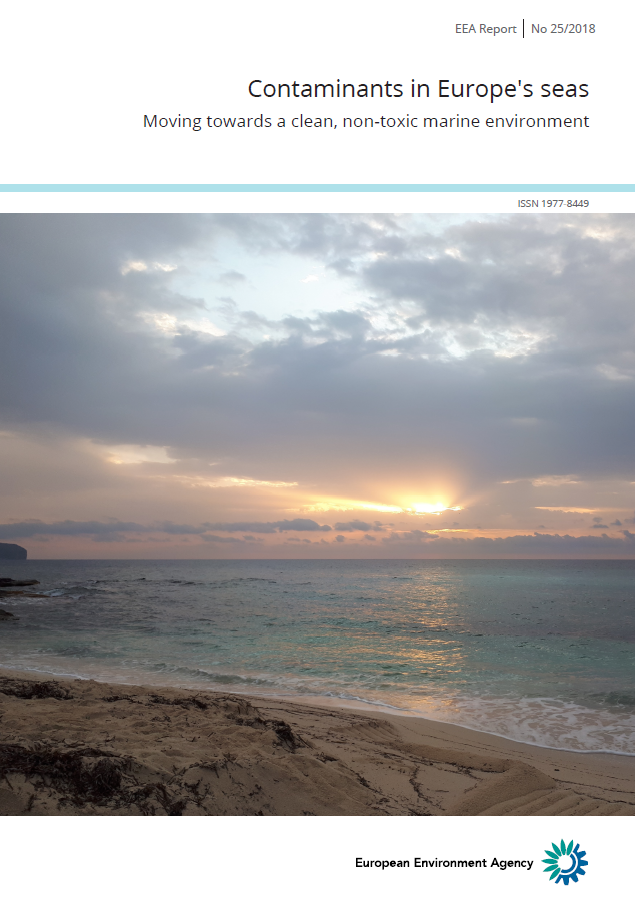 EEA Report | No 25/2018
Contaminants in Europe's seas
Moving towards a clean, non-toxic marine environment
ISSN 1977-8449
European Environment Agency